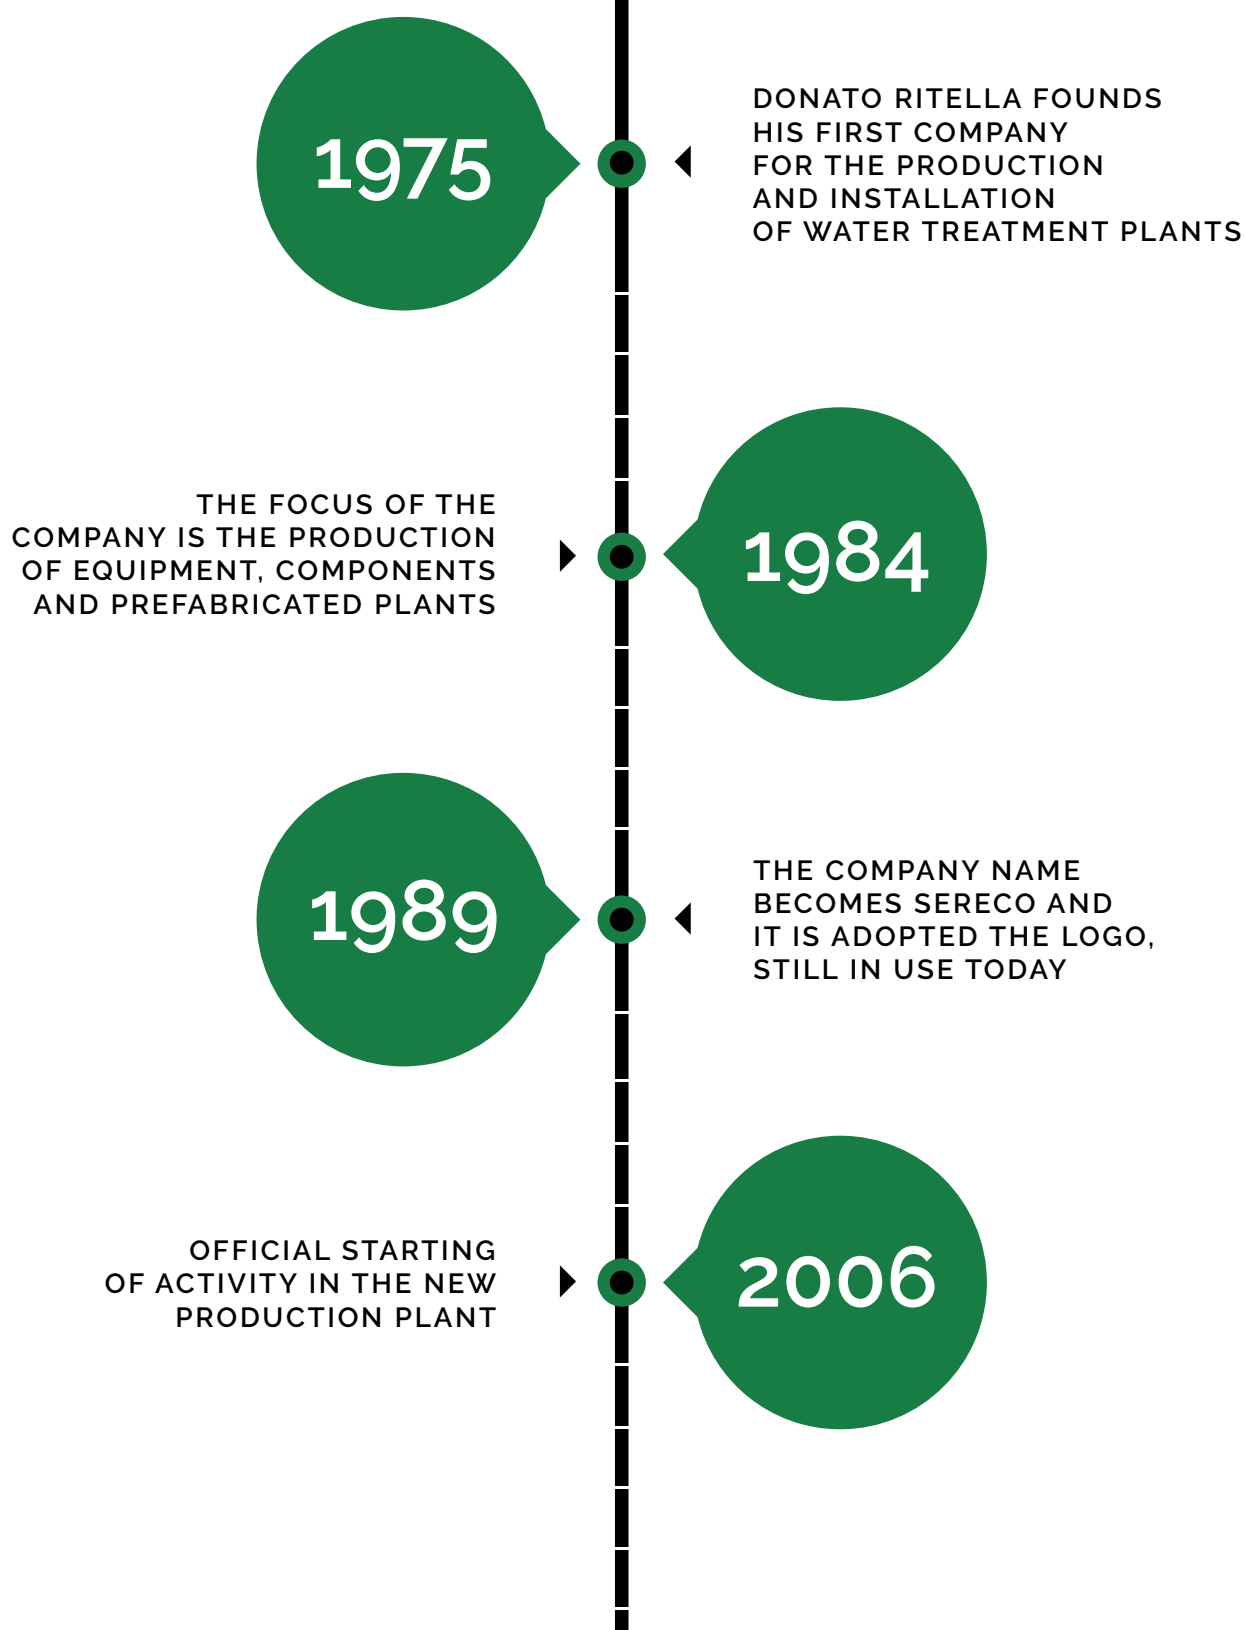 1975
DONATO RITELLA FOUNDS
HIS FIRST COMPANY
FOR THE PRODUCTION
AND INSTALLATION
OF WATER TREATMENT PLANTS
THE FOCUS OF THE
COMPANY IS THE PRODUCTION
OF EQUIPMENT, COMPONENTS
AND PREFABRICATED PLANTS
1984
1989
THE COMPANY NAME
BECOMES SERECO AND
IT IS ADOPTED THE LOGO,
STILL IN USE TODAY
OFFICIAL STARTING
OF ACTIVITY IN THE NEW
PRODUCTION PLANT
2006